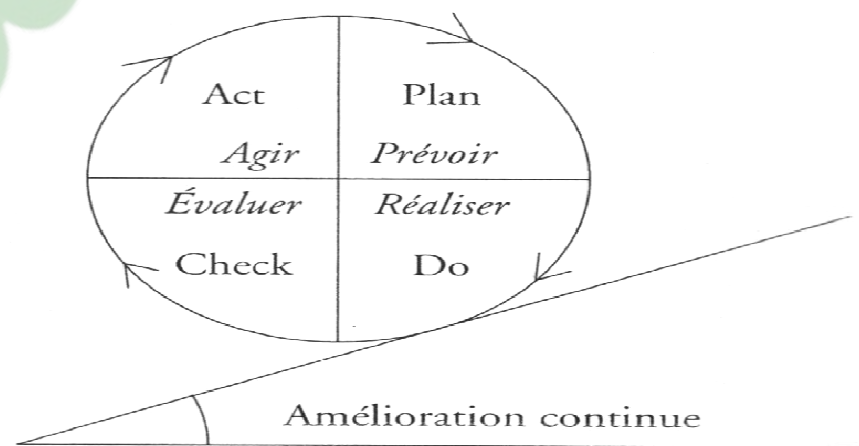 Act Plan
Agir Prévoir
Évaluer Réaliser
Check Do
Amélioration continue